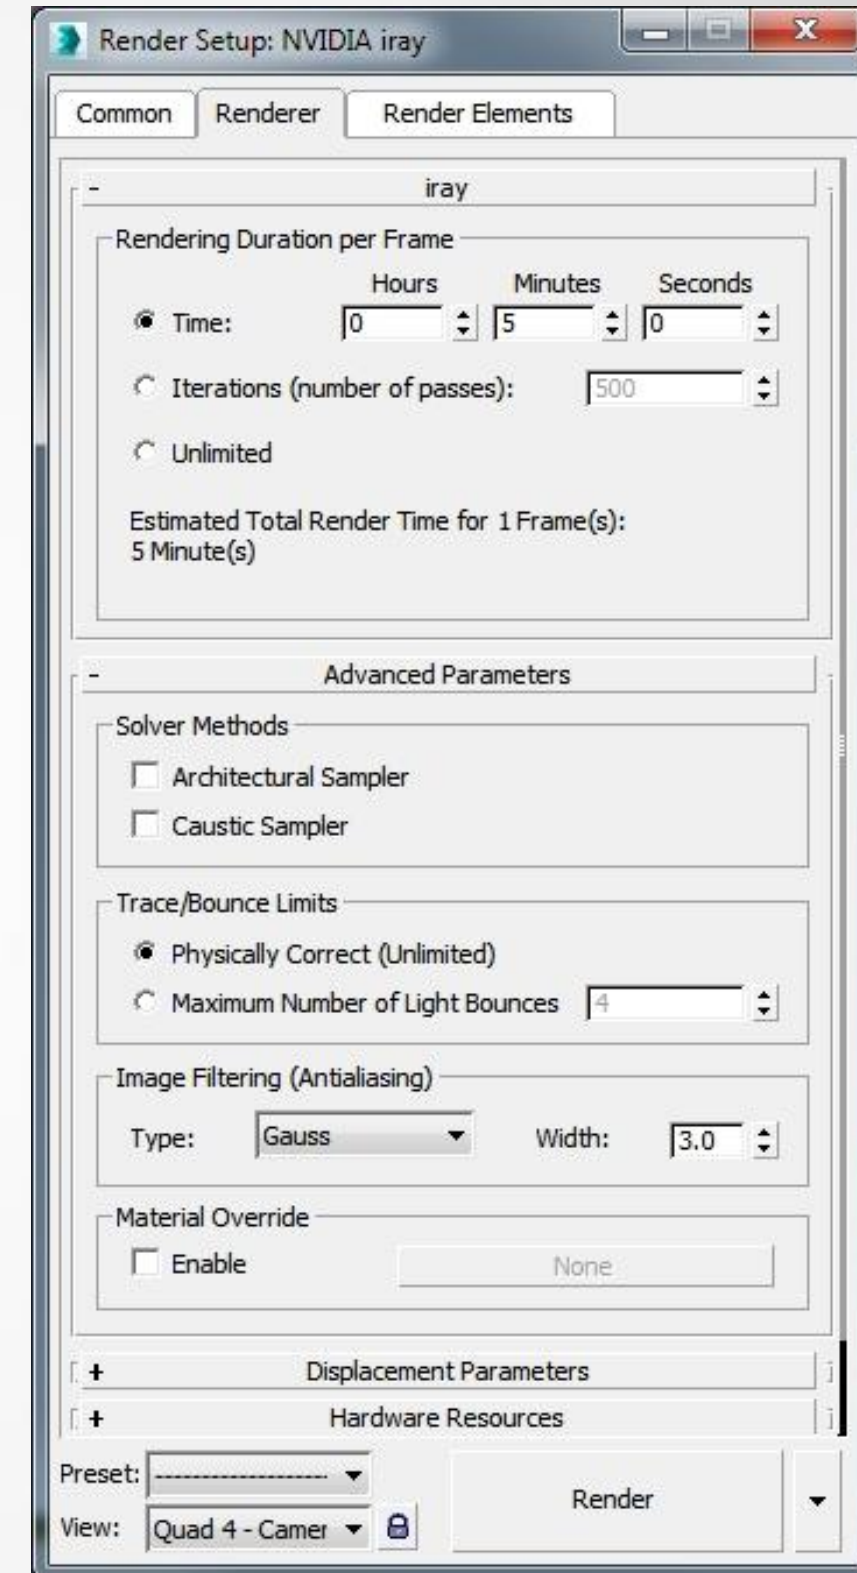 Render Setup: NVIDIA iray
Common Renderer Render Elements
- iray
Rendering Duration per Frame
Hours Minutes Seconds
Time: 0 5 0
Iterations (number of passes): 500
Unlimited
Estimated Total Render Time for 1 Frame(s):
5 Minute(s)
- Advanced Parameters
Solver Methods
Architectural Sampler
Caustic Sampler
Trace/Bounce Limits
Physically Correct (Unlimited)
Maximum Number of Light Bounces 4
Image Filtering (Antialiasing)
Type: Gauss Width: 3.0
Material Override
Enable None
+ Displacement Parameters
+ Hardware Resources
Preset: --------------------
Render
View: Quad 4 - Camer